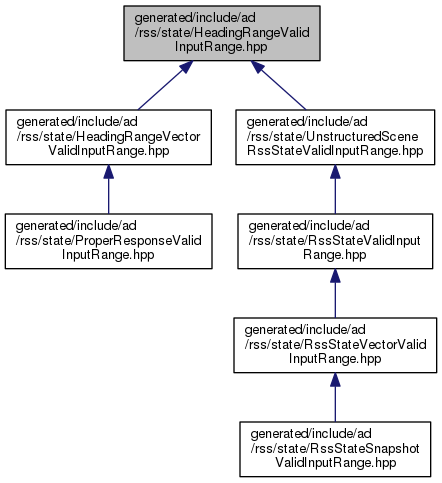 generated/include/ad
/rss/state/HeadingRangeValid
InputRange.hpp
generated/include/ad
/rss/state/HeadingRangeVector
ValidInputRange.hpp
generated/include/ad
/rss/state/UnstructuredScene
RssStateValidInputRange.hpp
generated/include/ad
/rss/state/ProperResponseValid
InputRange.hpp
generated/include/ad
/rss/state/RssStateValidInput
Range.hpp
generated/include/ad
/rss/state/RssStateVectorValid
InputRange.hpp
generated/include/ad
/rss/state/RssStateSnapshot
ValidInputRange.hpp